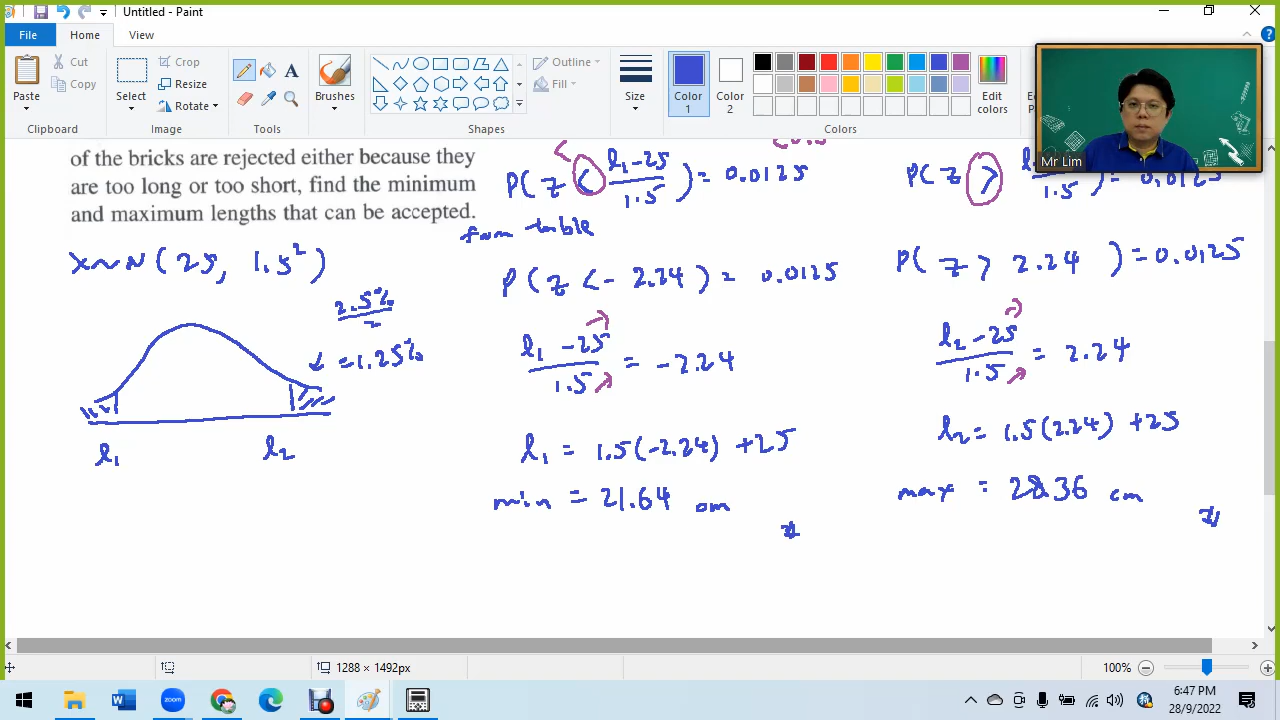 Untitled - Paint
File Home View
Paste
Cut
Copy
Clipboard
Select
Crop
Resize
Rotate
Image
Tools
Brushes
Shapes
Outline
Fill
Size
Color 1
Color 2
Edit colors
Colors
Mr Lim
of the bricks are rejected either because they
are too long or too short, find the minimum
and maximum lengths that can be accepted.
X~N(25, 1.5²)
2.5%/2
= 1.25%
l₁ l₂
P(Z < (l₁-25)/1.5) = 0.0125
from table
P(Z < -2.24) = 0.0125
(l₁-25)/1.5 = -2.24
l₁ = 1.5(-2.24) +25
min = 21.64 cm
P(Z >
1.5) = 0.0125
P(Z > 2.24) = 0.0125
(l₂-25)/1.5 = 2.24
l₂ = 1.5(2.24) +25
max = 28.36 cm
1288 × 1492px
100%
zoom
6:47 PM
28/9/2022